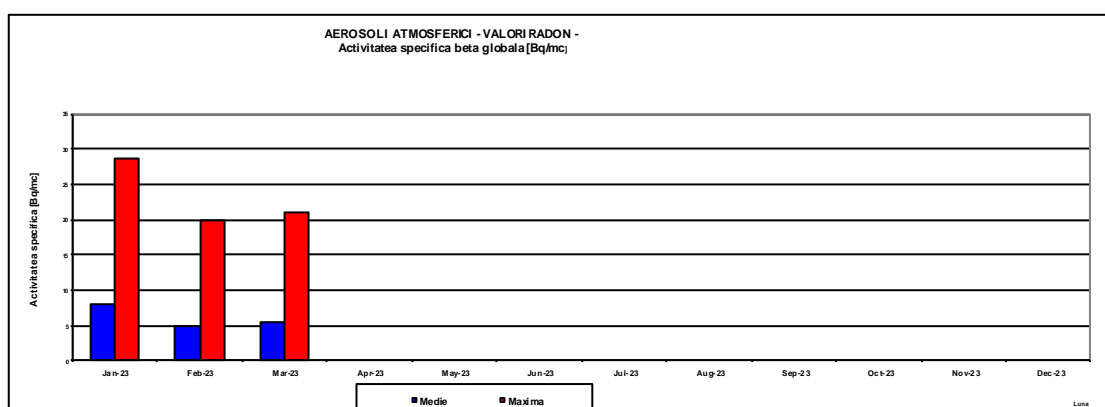 AEROSOLI ATMOSFERICI - VALORI RADON -
Activitatea specifica beta globala [Bq/mc]
Activitatea specifica [Bq/mc]
35
30
25
20
15
10
5
0
Jan-23 Feb-23 Mar-23 Apr-23 May-23 Jun-23 Jul-23 Aug-23 Sep-23 Oct-23 Nov-23 Dec-23
Medie Maxima
Luna